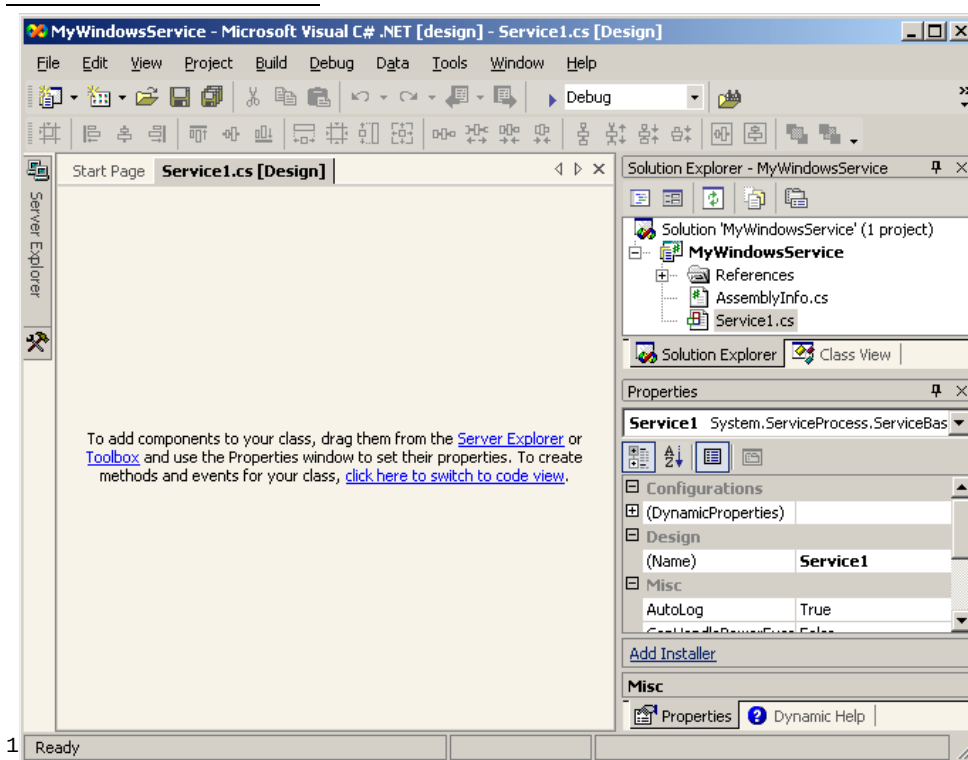 MyWindowsService - Microsoft Visual C# .NET [design] - Service1.cs [Design]
File Edit View Project Build Debug Data Tools Window Help
Debug
Start Page Service1.cs [Design]
Server Explorer
To add components to your class, drag them from the Server Explorer or
Toolbox and use the Properties window to set their properties. To create
methods and events for your class, click here to switch to code view.
Solution Explorer - MyWindowsService
Solution 'MyWindowsService' (1 project)
MyWindowsService
References
AssemblyInfo.cs
Service1.cs
Solution Explorer Class View
Properties
Service1 System.ServiceProcess.ServiceBas
Configurations
(DynamicProperties)
Design
(Name) Service1
Misc
AutoLog True
Add Installer
Misc
Properties Dynamic Help
1 Ready